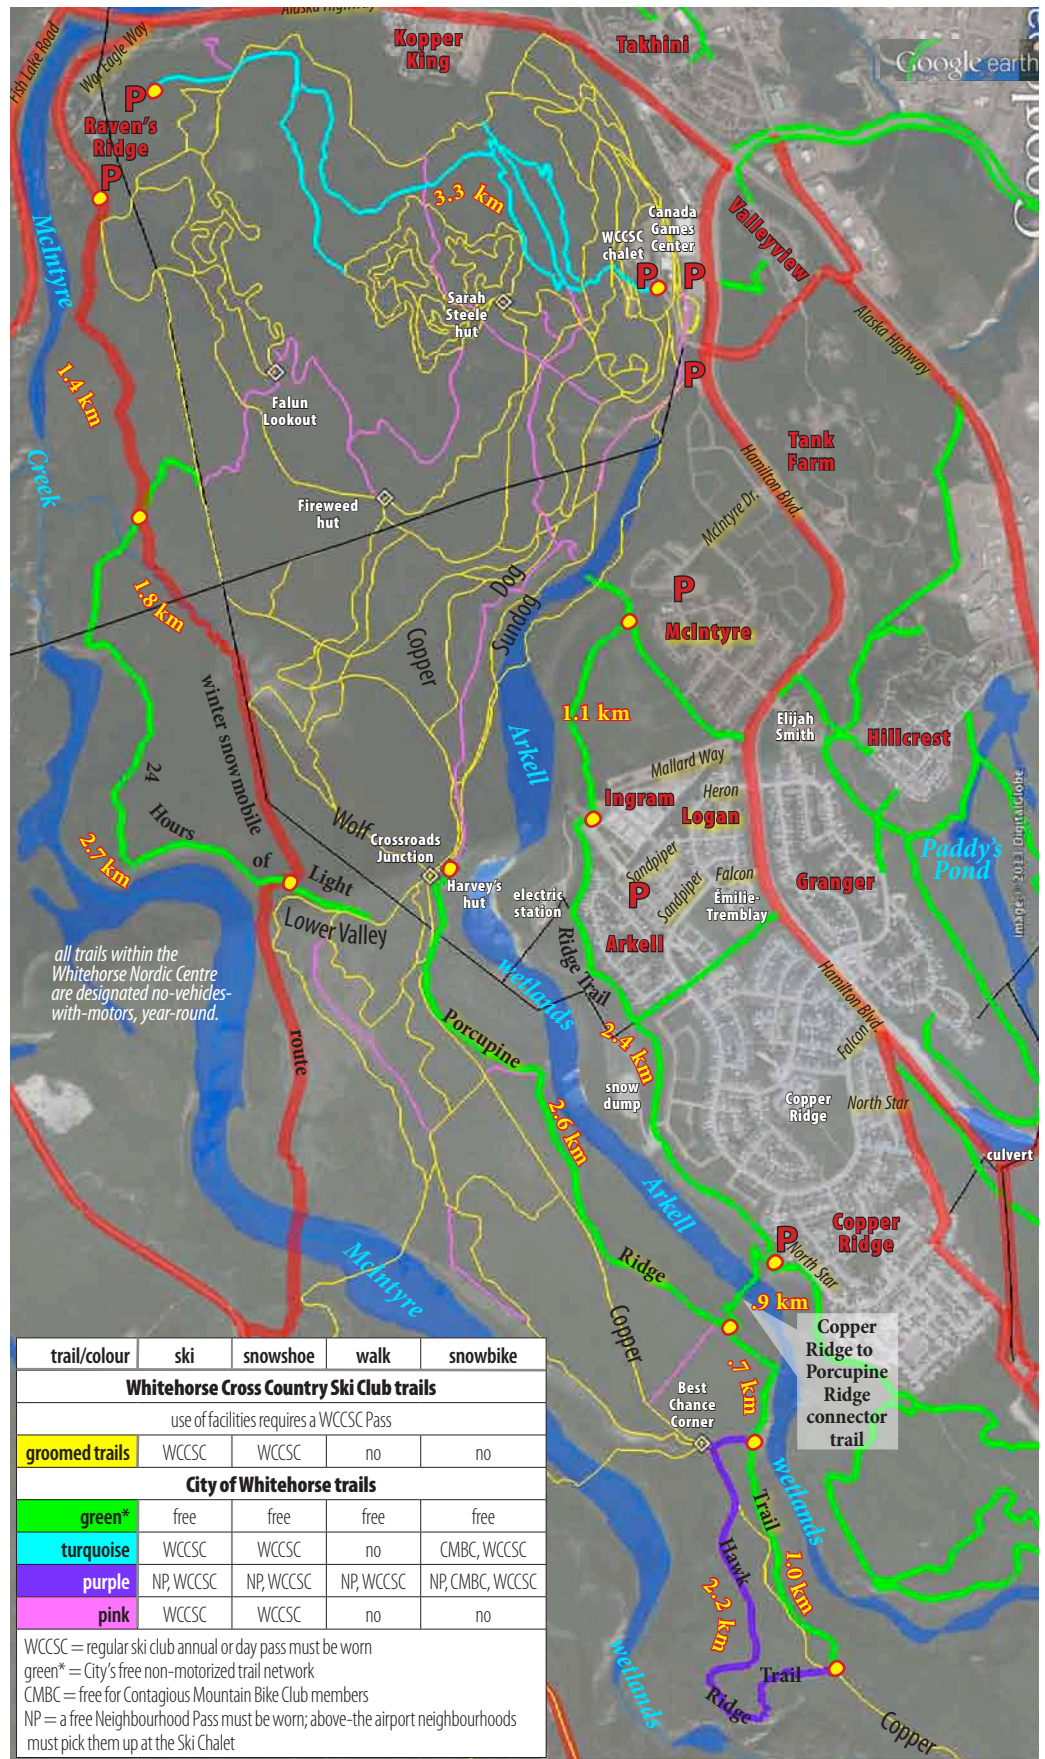 Alaska Highway
Fish Lake Road
War Eagle Way
Kopper
King
Takhini
Google earth
P
Raven's
Ridge
P
McIntyre
3.3 km
Canada
Games
Center
WCCSC
chalet
P
P
Valleyview
Sarah
Steele
hut
Alaska Highway
1.4 km
P
Falun
Lookout
Tank
Farm
Hamilton Blvd.
Creek
Fireweed
hut
McIntyre Dr.
Dog
P
1.8 km
Sundog
McIntyre
Copper
winter snowmobile
1.1 km
Elijah
Smith
Hillcrest
Arkell
Mallard Way
24
Heron
Ingram
Logan
Hours
Wolf
of
Crossroads
Junction
2.7 km
Light
Harvey's
hut
Sandpiper
Falcon
Paddy's
Pond
Granger
Sandpiper
P
Émilie-
Tremblay
electric
station
Lower Valley
Arkell
Ridge Trail
all trails within the
Whitehorse Nordic Centre
are designated no-vehicles-
with-motors, year-round.
wetlands
Hamilton Blvd.
Image © 2011 DigitalGlobe
Porcupine
route
2.4 km
Falcon
snow
dump
Copper
Ridge
North Star
2.6 km
culvert
Arkell
Copper
Ridge
P
North Star
McIntyre
Ridge
.9 km
Copper
Copper
Ridge to
Porcupine
Ridge
connector
trail
.7 km
Best
Chance
Corner
wetlands
Trail
Hawk
1.0 km
2.2 km
wetlands
Trail
Ridge
Copper
trail/colour ski snowshoe walk snowbike
Whitehorse Cross Country Ski Club trails
use of facilities requires a WCCSC Pass
groomed trails WCCSC WCCSC no no
City of Whitehorse trails
green* free free free free
turquoise WCCSC WCCSC no CMBC, WCCSC
purple NP, WCCSC NP, WCCSC NP, WCCSC NP, CMBC, WCCSC
pink WCCSC WCCSC no no
WCCSC = regular ski club annual or day pass must be worn
green* = City's free non-motorized trail network
CMBC = free for Contagious Mountain Bike Club members
NP = a free Neighbourhood Pass must be worn; above-the airport neighbourhoods
must pick them up at the Ski Chalet